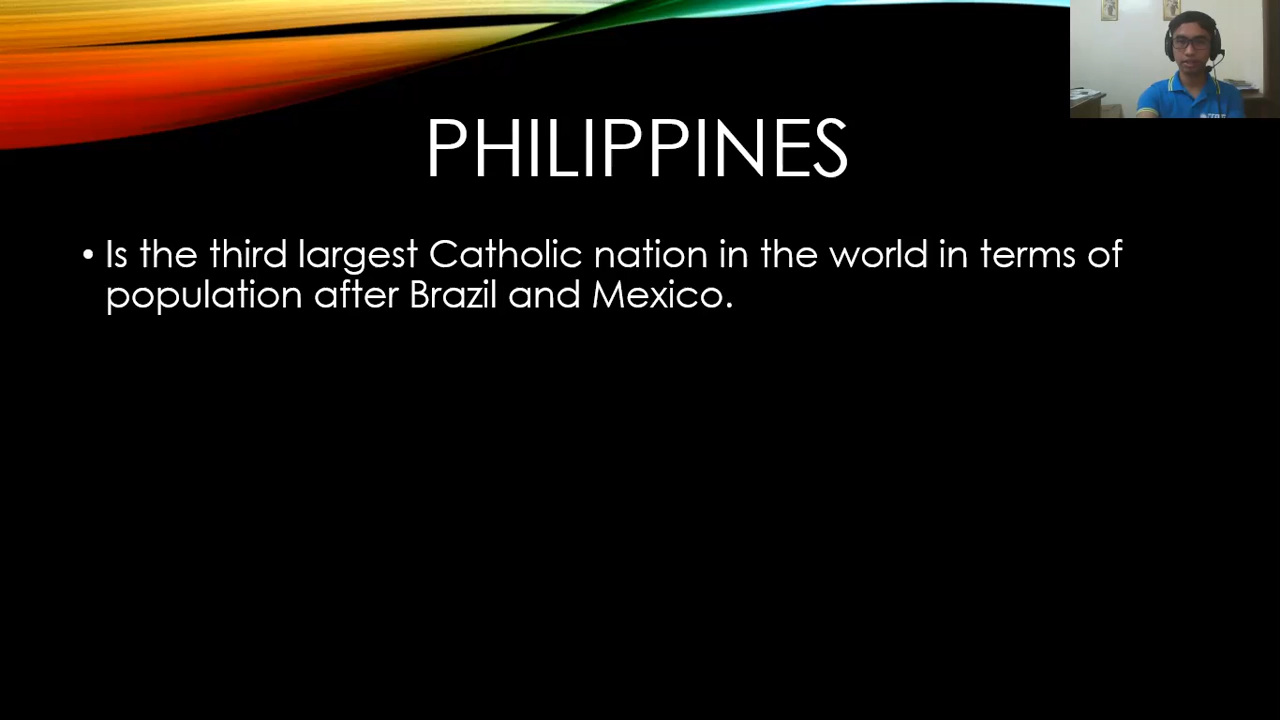 PHILIPPINES
• Is the third largest Catholic nation in the world in terms of
population after Brazil and Mexico.